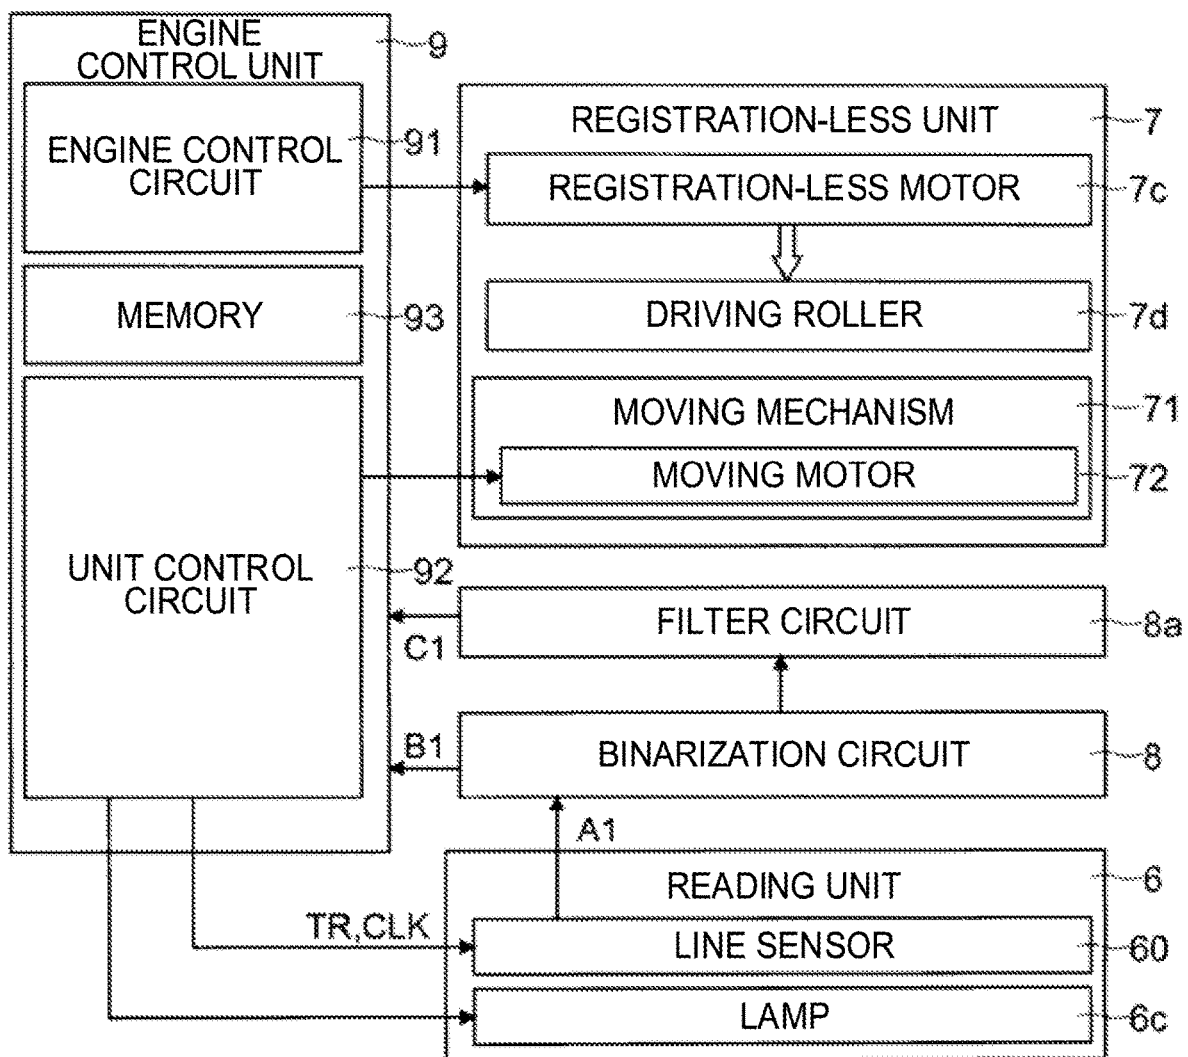 ENGINE
CONTROL UNIT
9
ENGINE CONTROL
CIRCUIT
91
MEMORY
93
UNIT CONTROL
CIRCUIT
92
REGISTRATION-LESS UNIT
7
REGISTRATION-LESS MOTOR
7c
DRIVING ROLLER
7d
MOVING MECHANISM
71
MOVING MOTOR
72
FILTER CIRCUIT
8a
C1
BINARIZATION CIRCUIT
8
B1
A1
READING UNIT
6
TR,CLK
LINE SENSOR
60
LAMP
6c